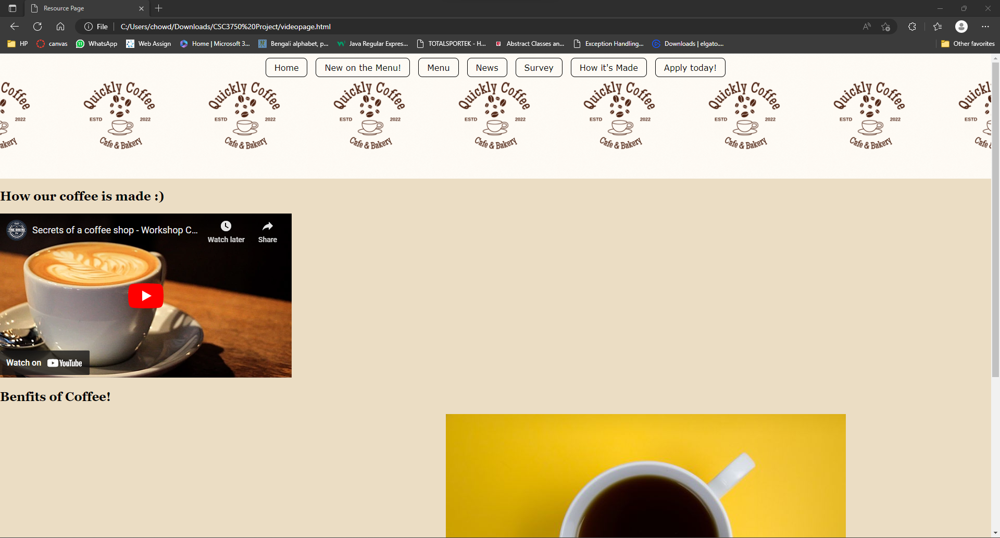 Resource Page
File C:/Users/chowd/Downloads/CSC3750%20Project/videopage.html
HP canvas WhatsApp Web Assign Home | Microsoft 3... Bengali alphabet, p... Java Regular Expres... TOTALSPORTEK - H... Abstract Classes an... Exception Handling... Downloads | elgato.... Other favorites
Home New on the Menu! Menu News Survey How it's Made Apply today!
Coffee Quickly Coffee Quickly Coffee Quickly Coffee Quickly Coffee Quickly Coffee Quickly Coffee Quickly Coffee Quickl
2022 ESTD 2022 ESTD 2022 ESTD 2022 ESTD 2022 ESTD 2022 ESTD 2022 ESTD 2022 ESTD
akery Cafe & Bakery Cafe & Bakery Cafe & Bakery Cafe & Bakery Cafe & Bakery Cafe & Bakery Cafe & Bakery Cafe &
How our coffee is made :)
FINE DINING TV
Secrets of a coffee shop - Workshop C...
Watch later Share
Watch on YouTube
Benfits of Coffee!